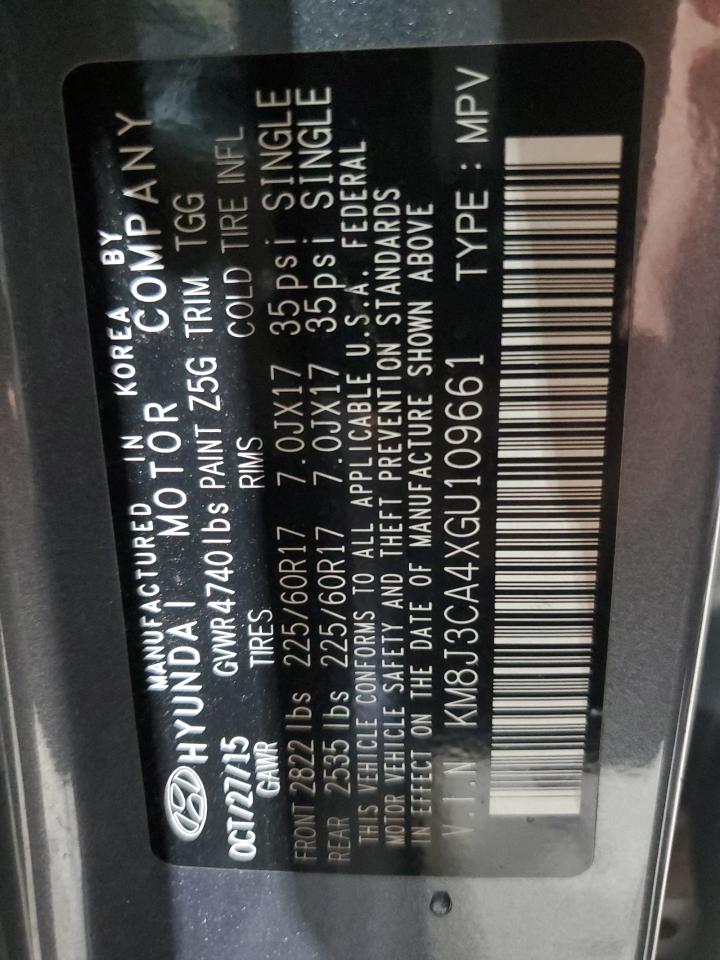 MANUFACTURED IN KOREA BY
HYUNDAI MOTOR COMPANY
OCT/27/15 GVWR 4740lbs PAINT Z5G TRIM TGG
GAWR TIRES RIMS COLD TIRE INFL
FRONT 2822 lbs 225/60R17 7.0JX17 35psi SINGLE
REAR 2535 lbs 225/60R17 7.0JX17 35psi SINGLE
THIS VEHICLE CONFORMS TO ALL APPLICABLE U.S.A. FEDERAL
MOTOR VEHICLE SAFETY AND THEFT PREVENTION STANDARDS
IN EFFECT ON THE DATE OF MANUFACTURE SHOWN ABOVE
V.I.N KM8J3CA4XGU109661 TYPE : MPV